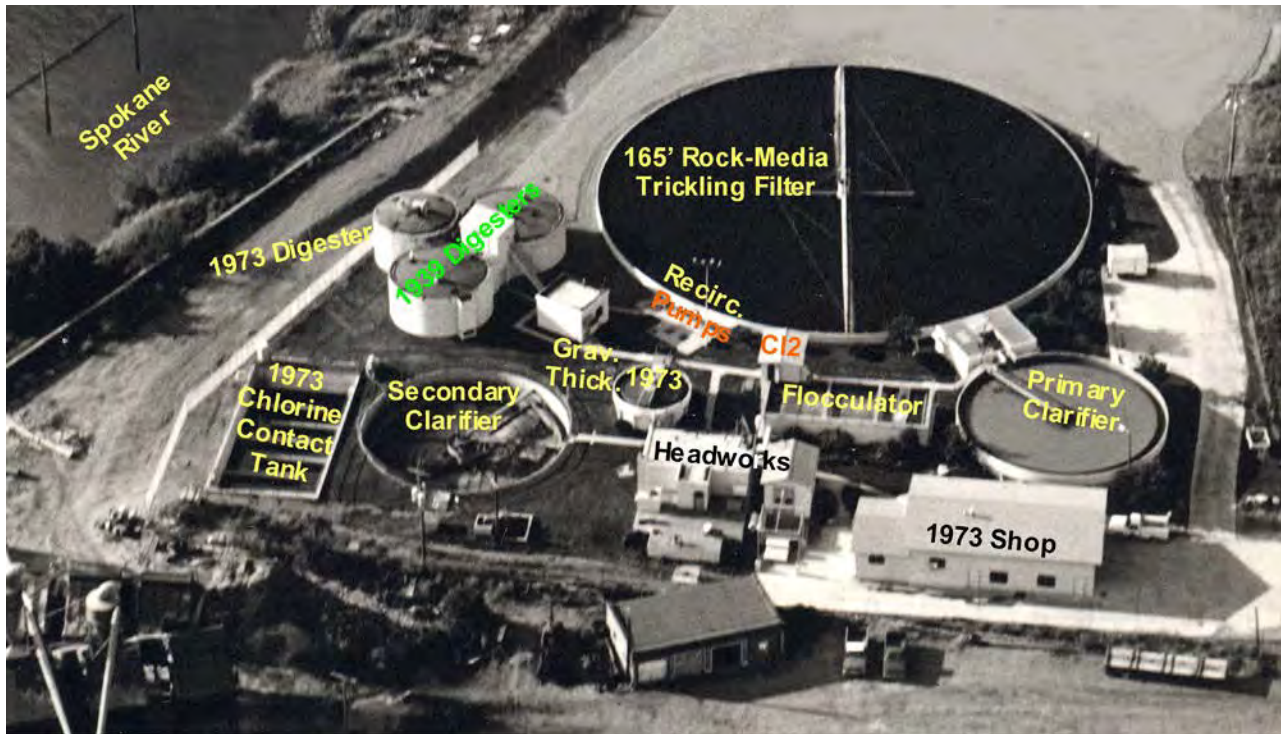 Spokane
River
165' Rock-Media
Trickling Filter
1973 Digester
1939 Digesters
Recirc.
Pumps
Cl2
Grav.
Thick. 1973
1973
Chlorine
Contact
Tank
Secondary
Clarifier
Flocculator
Primary
Clarifier.
Headworks
1973 Shop